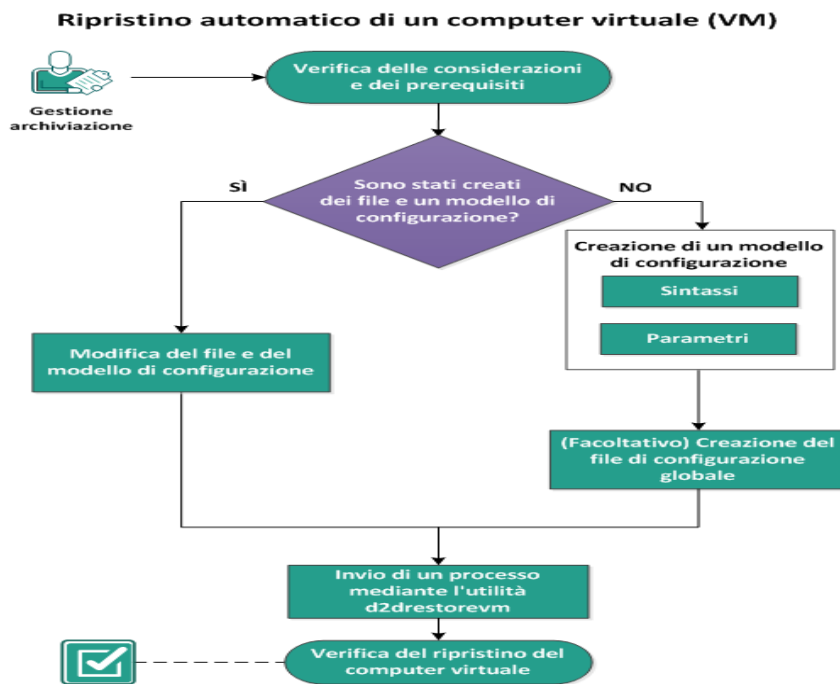 Ripristino automatico di un computer virtuale (VM)
Gestione
archiviazione
Verifica delle considerazioni
e dei prerequisiti
Sono stati creati
dei file e un modello di
configurazione?
SÌ
NO
Creazione di un modello
di configurazione
Sintassi
Parametri
Modifica del file e del
modello di configurazione
(Facoltativo) Creazione del
file di configurazione
globale
Invio di un processo
mediante l'utilità
d2drestorevm
Verifica del ripristino del
computer virtuale